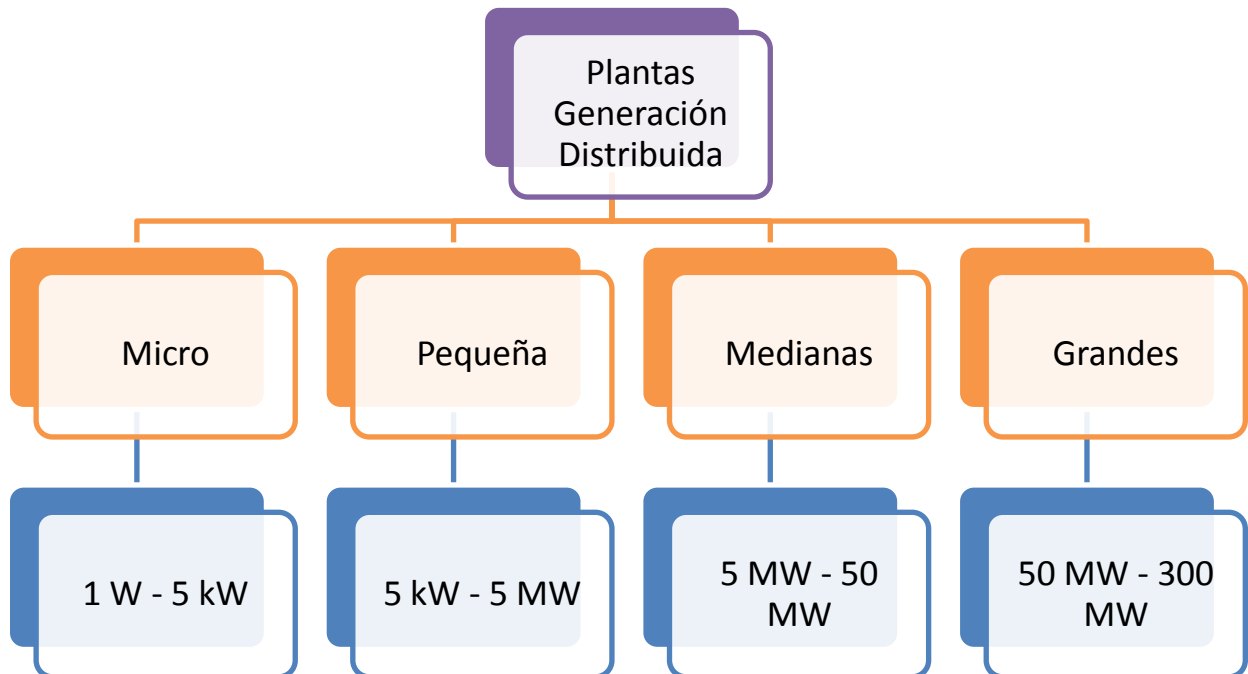 Plantas
Generación
Distribuida
Micro
Pequeña
Medianas
Grandes
1 W - 5 kW
5 kW - 5 MW
5 MW - 50
MW
50 MW - 300
MW